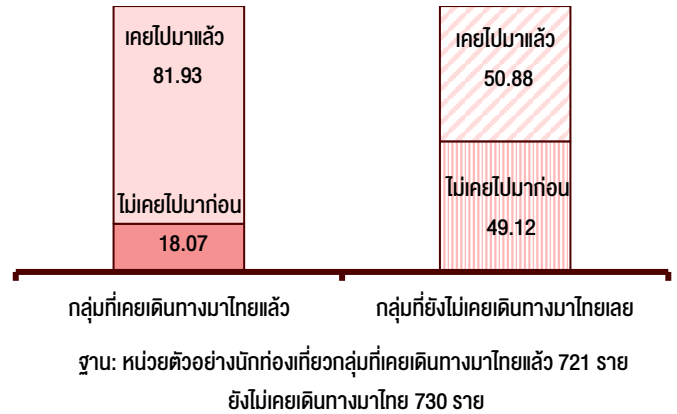 เคยไปมาแล้ว
81.93
ไม่เคยไปมาก่อน
18.07
เคยไปมาแล้ว
50.88
ไม่เคยไปมาก่อน
49.12
กลุ่มที่เคยเดินทางมาไทยแล้ว
กลุ่มที่ยังไม่เคยเดินทางมาไทยเลย
ฐาน: หน่วยตัวอย่างนักท่องเที่ยวกลุ่มที่เคยเดินทางมาไทยแล้ว 721 ราย
ยังไม่เคยเดินทางมาไทย 730 ราย